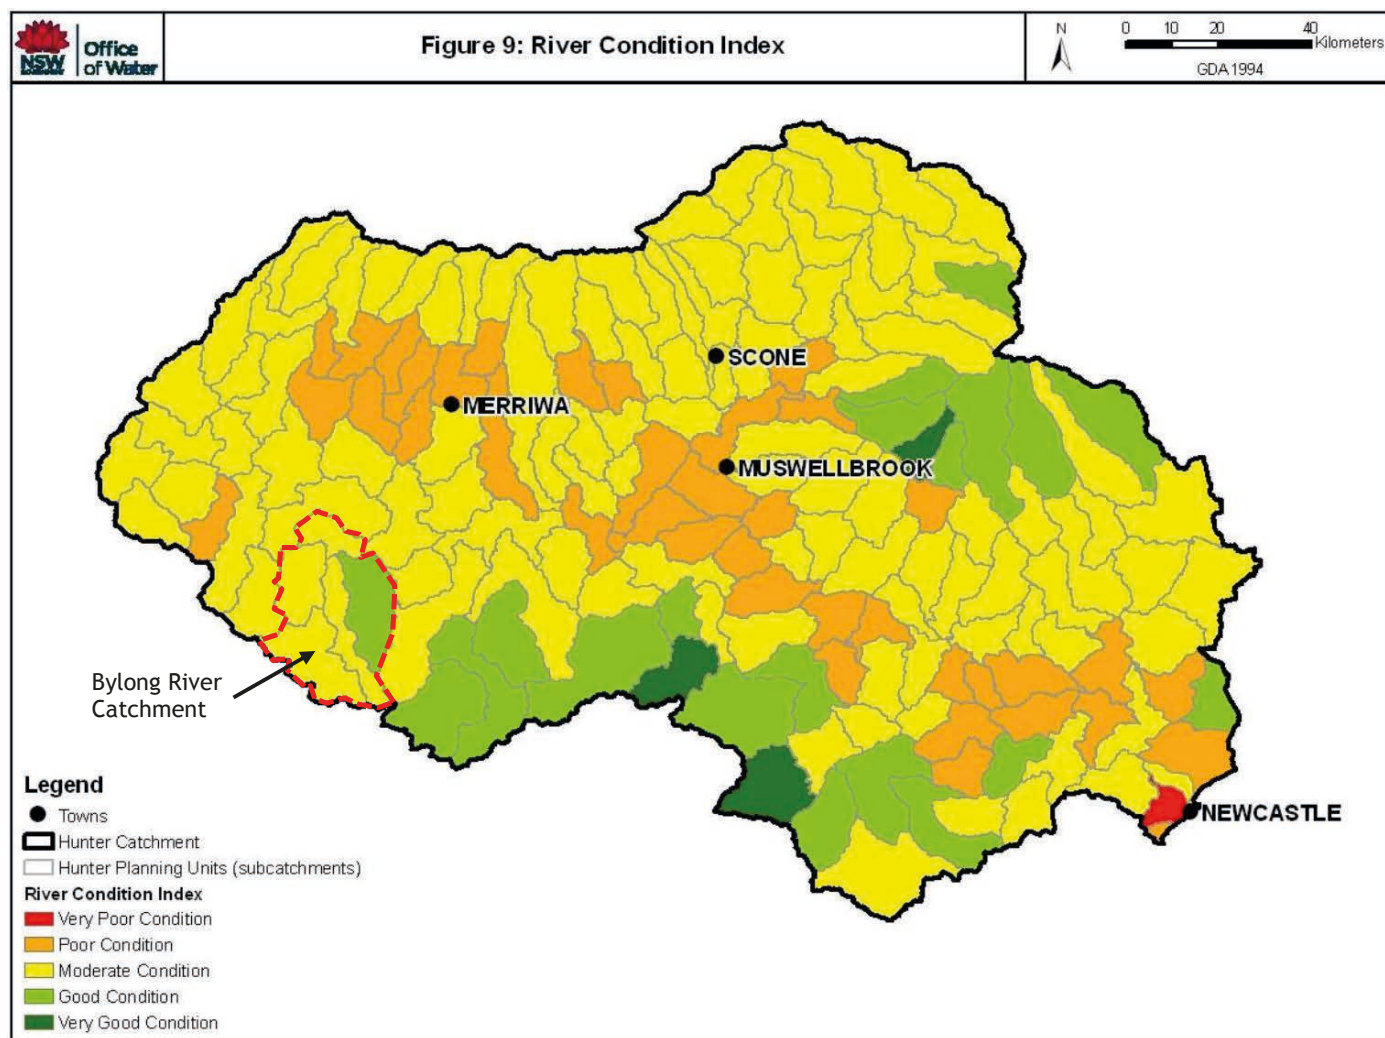 NSW
Office
of Water
Figure 9: River Condition Index
N
0 10 20 40
Kilometers
GDA 1994
SCONE
MERRIWA
MUSWELLBROOK
Bylong River
Catchment
NEWCASTLE
Legend
Towns
Hunter Catchment
Hunter Planning Units (subcatchments)
River Condition Index
Very Poor Condition
Poor Condition
Moderate Condition
Good Condition
Very Good Condition